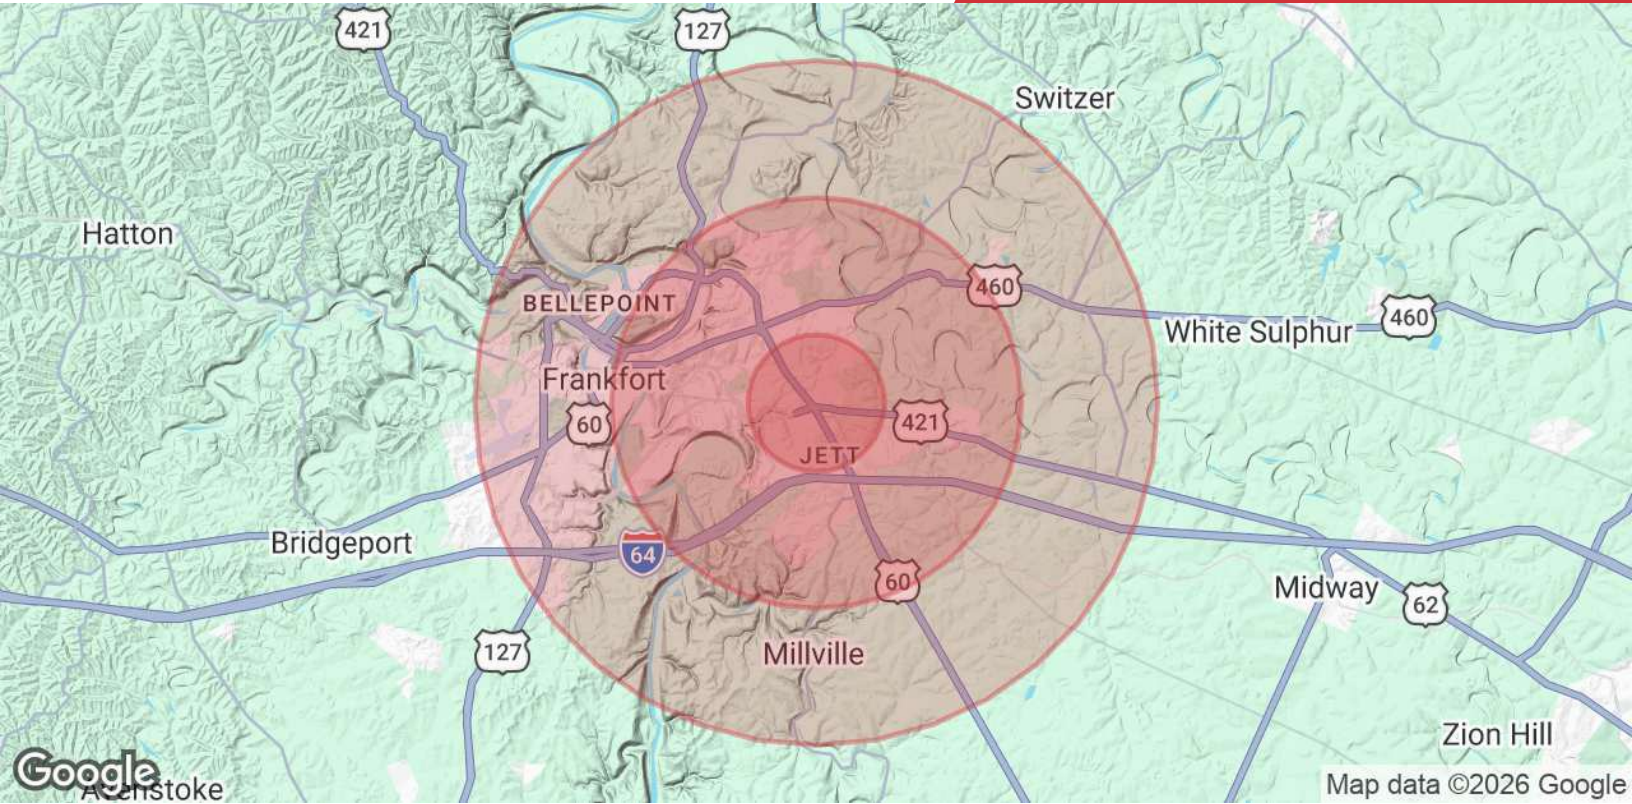 421
127
Switzer
Hatton
460
BELLEPOINT
460
White Sulphur
Frankfort
60
421
JETT
Bridgeport
64
60
Midway
62
127
Millville
Zion Hill
Google
Avenstoke
Map data ©2026 Google